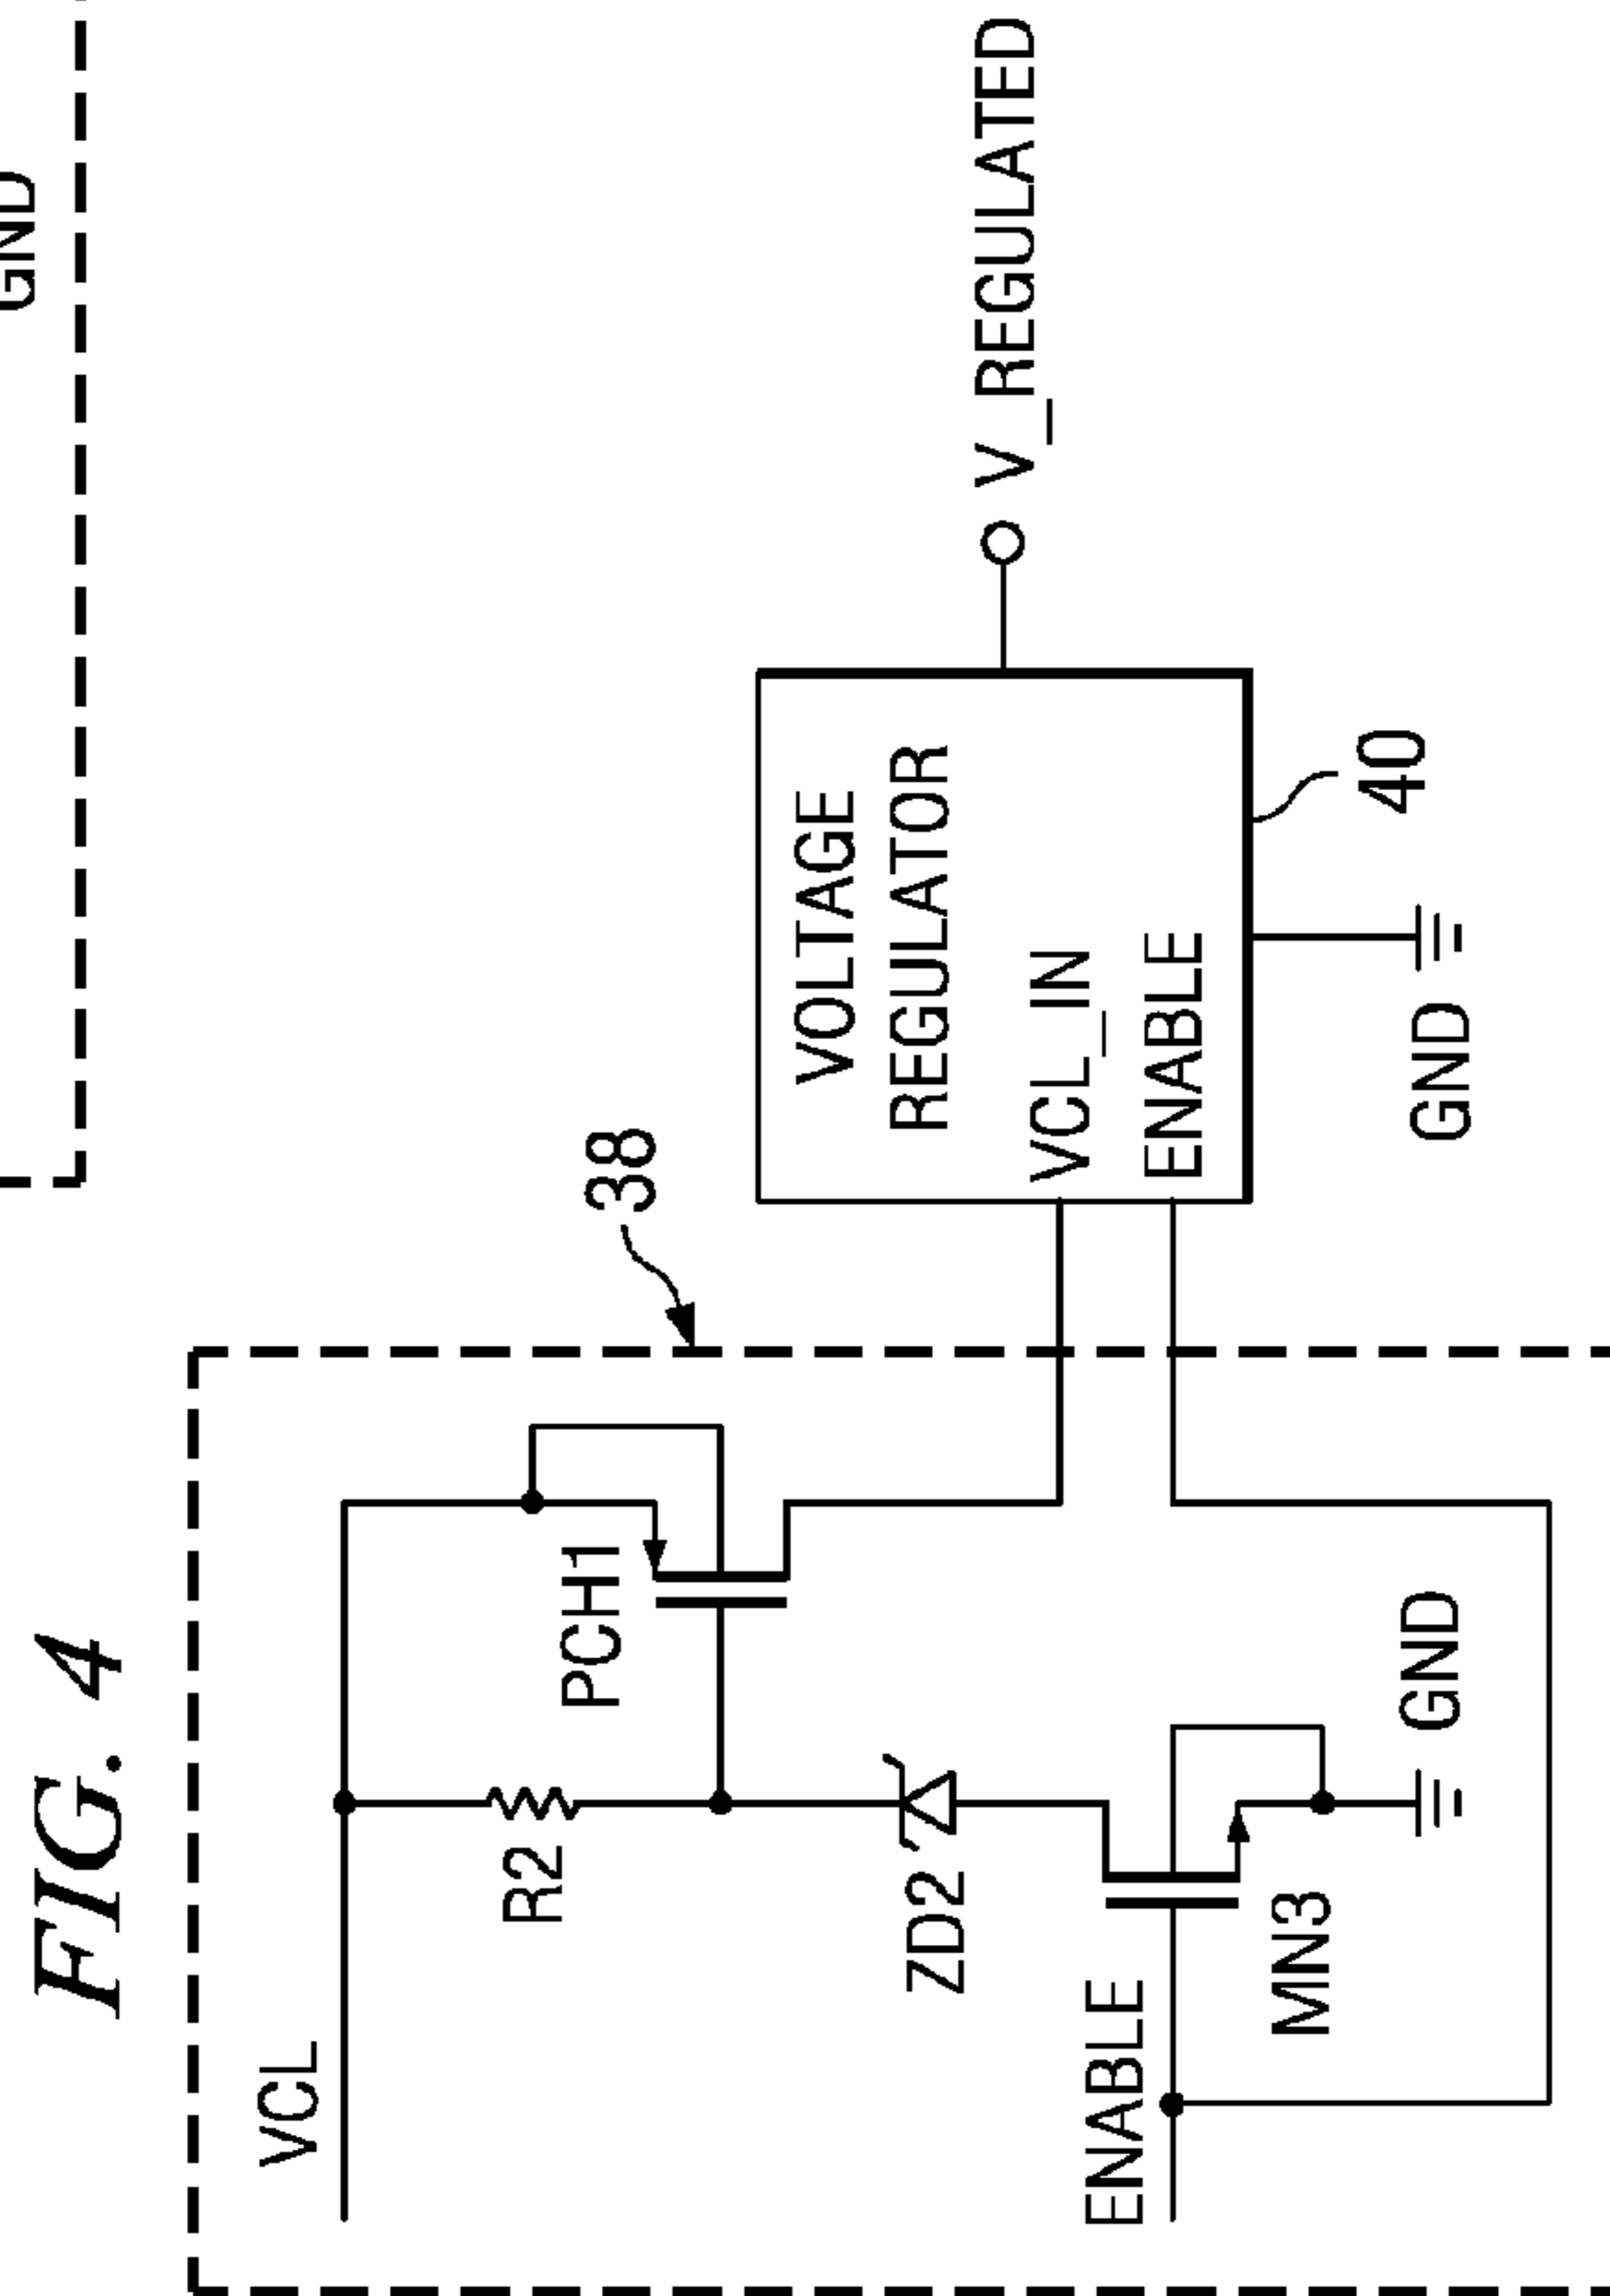 FIG. 4
GND
VCL
R2
PCH1
38
ZD2
ENABLE
MN3
GND
VOLTAGE
REGULATOR
VCL_IN
ENABLE
40
GND
V_REGULATED